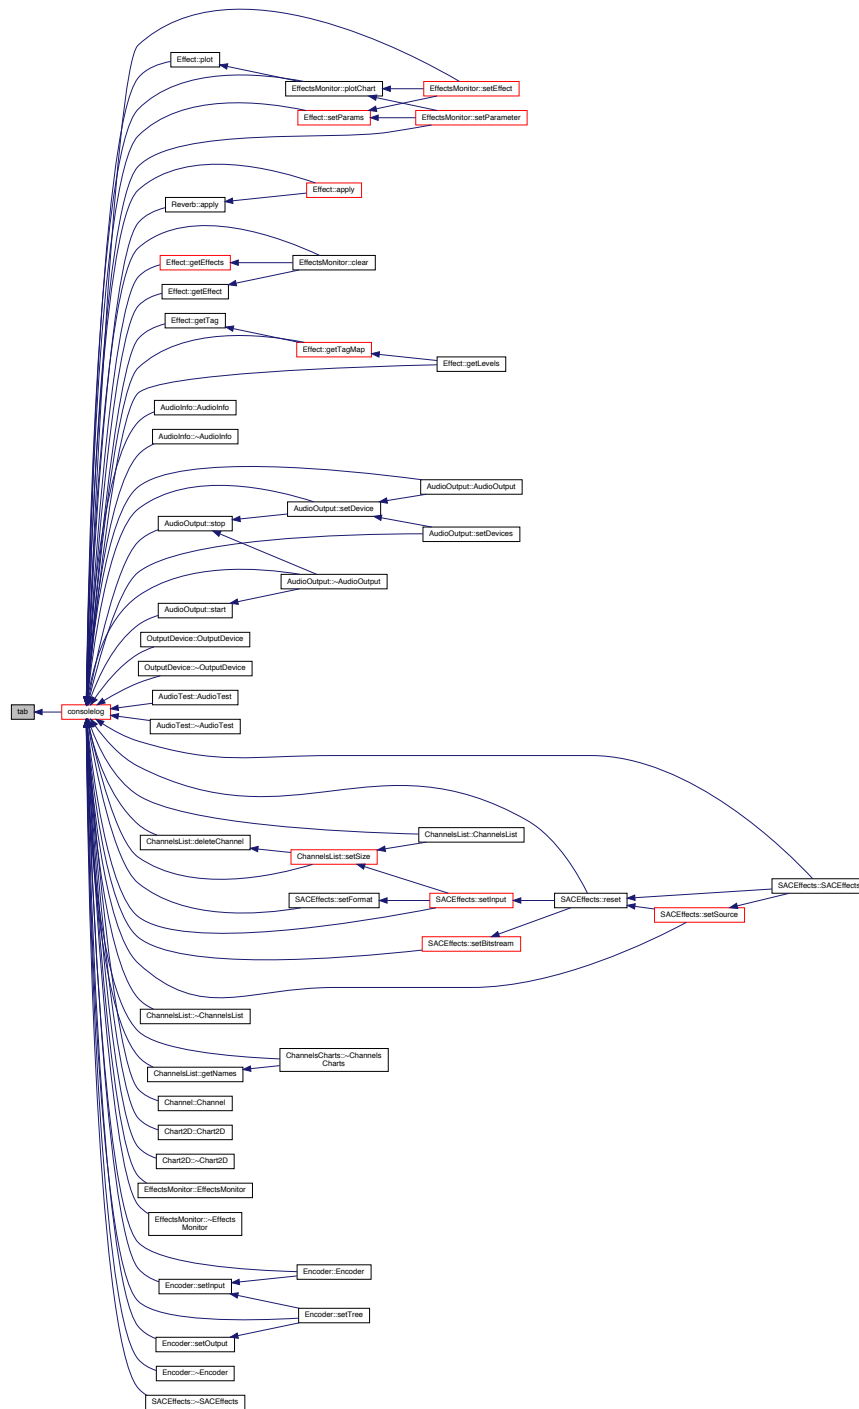 Effect::plot
EffectsMonitor::plotChart
EffectsMonitor::setEffect
Effect::setParams
EffectsMonitor::setParameter
Effect::apply
Reverb::apply
Effect::getEffects
EffectsMonitor::clear
Effect::getEffect
Effect::getTag
Effect::getTagMap
Effect::getLevels
AudioInfo::AudioInfo
AudioInfo::~AudioInfo
AudioOutput::AudioOutput
AudioOutput::setDevice
AudioOutput::stop
AudioOutput::setDevices
AudioOutput::~AudioOutput
AudioOutput::start
OutputDevice::OutputDevice
OutputDevice::~OutputDevice
AudioTest::AudioTest
tab
consolelog
AudioTest::~AudioTest
ChannelsList::ChannelsList
ChannelsList::deleteChannel
ChannelsList::setSize
SACEffects::SACEffects
SACEffects::setFormat
SACEffects::setInput
SACEffects::reset
SACEffects::setSource
SACEffects::setBitstream
ChannelsList::~ChannelsList
ChannelsCharts::~Channels
Charts
ChannelsList::getNames
Channel::Channel
Chart2D::Chart2D
Chart2D::~Chart2D
EffectsMonitor::EffectsMonitor
EffectsMonitor::~Effects
Monitor
Encoder::Encoder
Encoder::setInput
Encoder::setTree
Encoder::setOutput
Encoder::~Encoder
SACEffects::~SACEffects